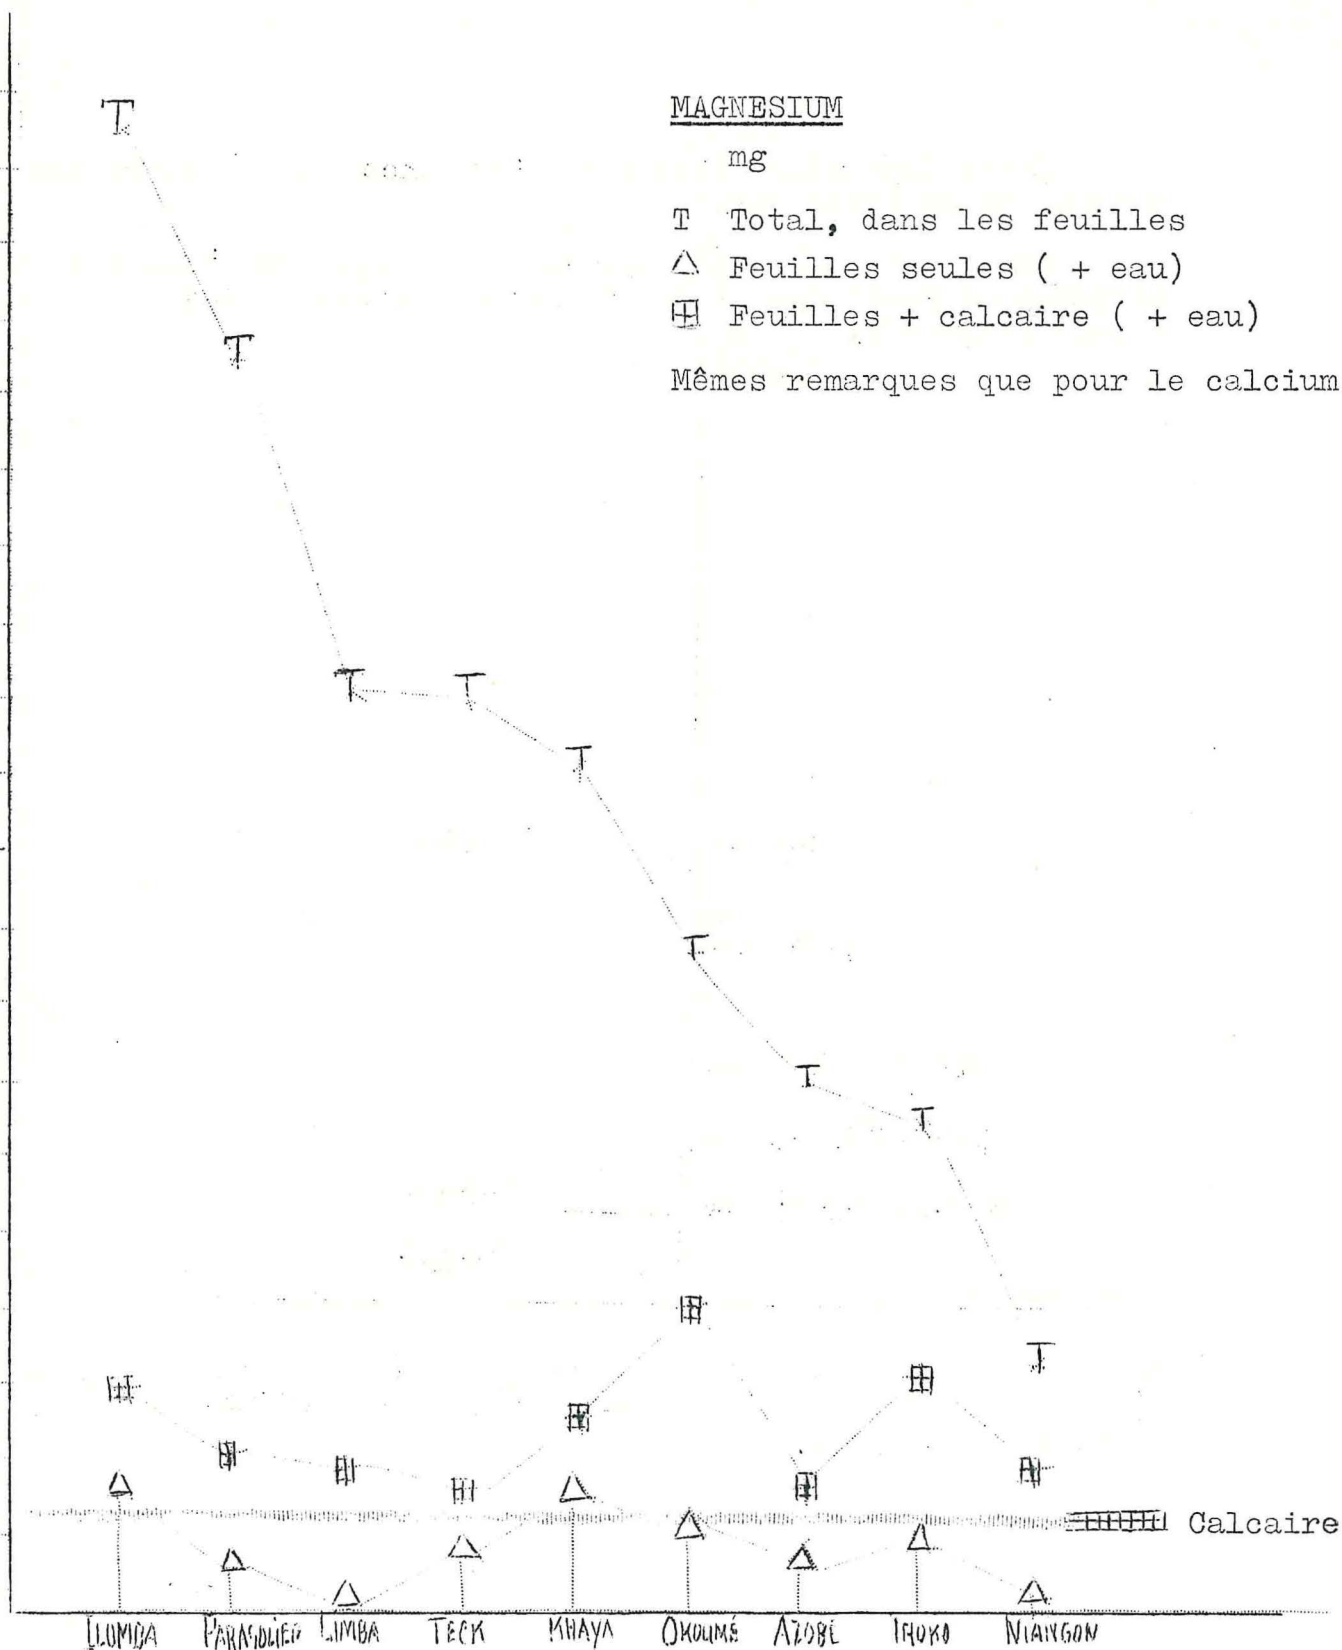 MAGNESIUM
mg
T Total, dans les feuilles
△ Feuilles seules ( + eau)
⊞ Feuilles + calcaire ( + eau)
Mêmes remarques que pour le calcium
Calcaire
ILOMBA PARASOLIER LIMBA TECK KHAYA OKOUMÉ AZOBÉ IROKO NIANGON